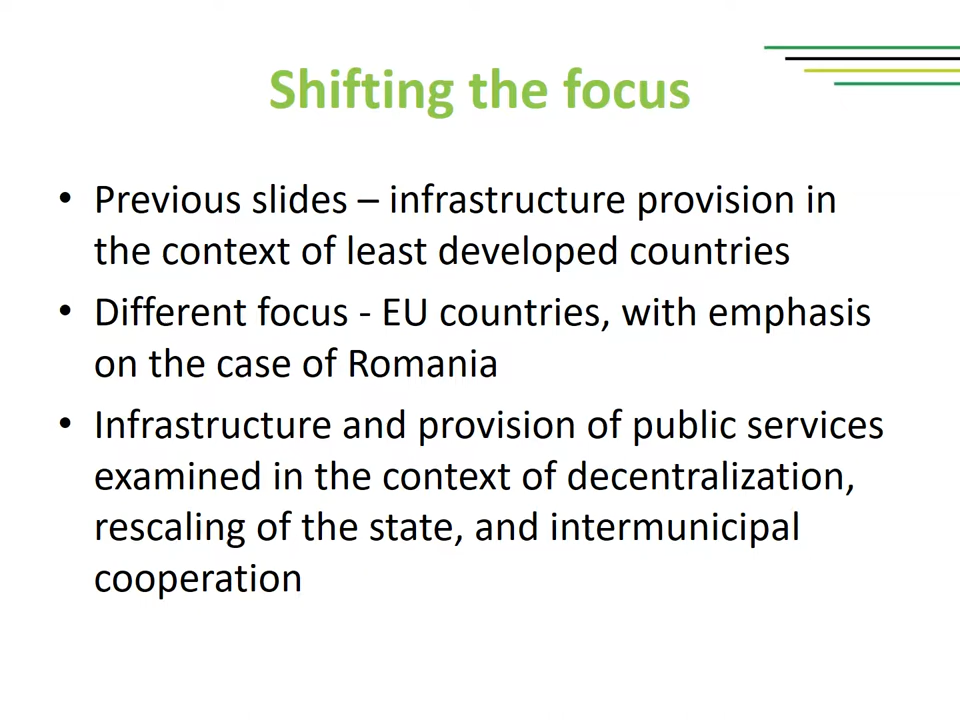 Shifting the focus
• Previous slides – infrastructure provision in
the context of least developed countries
• Different focus - EU countries, with emphasis
on the case of Romania
• Infrastructure and provision of public services
examined in the context of decentralization,
rescaling of the state, and intermunicipal
cooperation